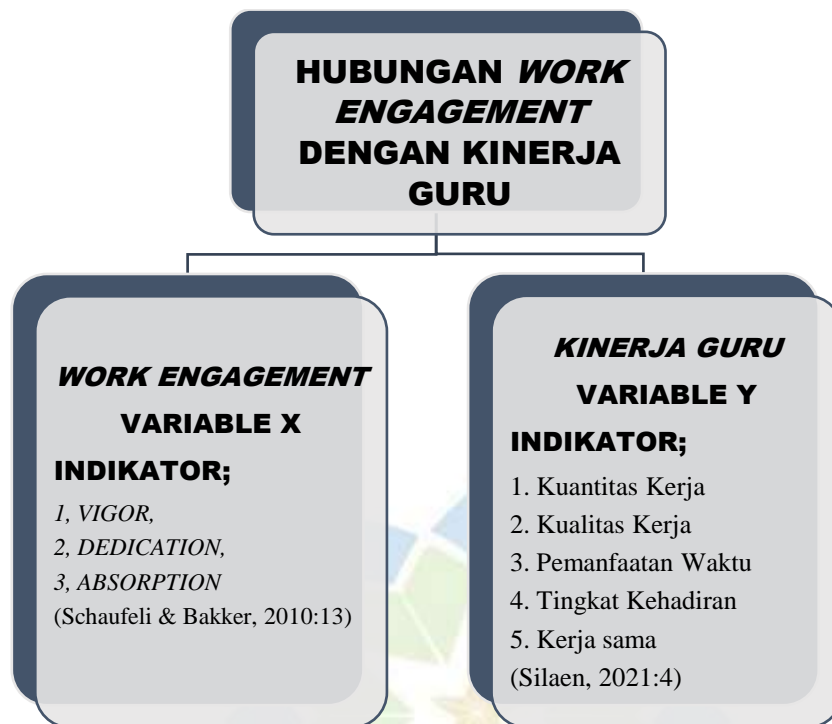 HUBUNGAN WORK
ENGAGEMENT
DENGAN KINERJA
GURU
WORK ENGAGEMENT
VARIABLE X
INDIKATOR;
1, VIGOR,
2, DEDICATION,
3, ABSORPTION
(Schaufeli & Bakker, 2010:13)
KINERJA GURU
VARIABLE Y
INDIKATOR;
1. Kuantitas Kerja
2. Kualitas Kerja
3. Pemanfaatan Waktu
4. Tingkat Kehadiran
5. Kerja sama
(Silaen, 2021:4)